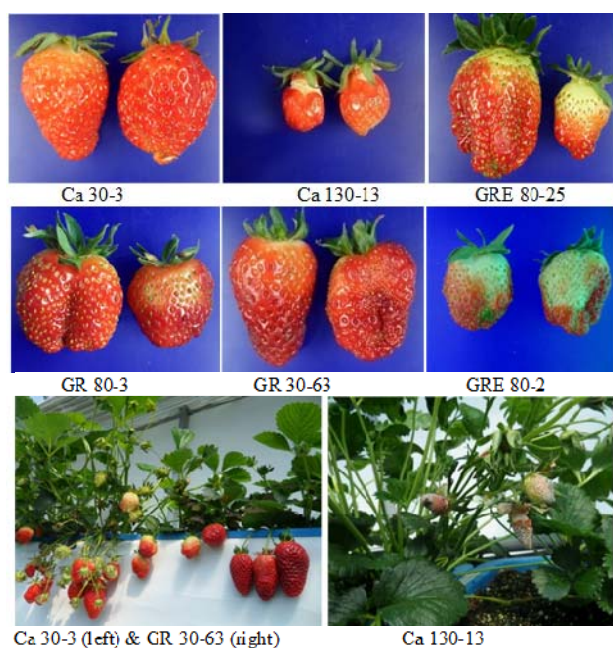 Ca 30-3 Ca 130-13 GRE 80-25
GR 80-3 GR 30-63 GRE 80-2
Ca 30-3 (left) & GR 30-63 (right) Ca 130-13